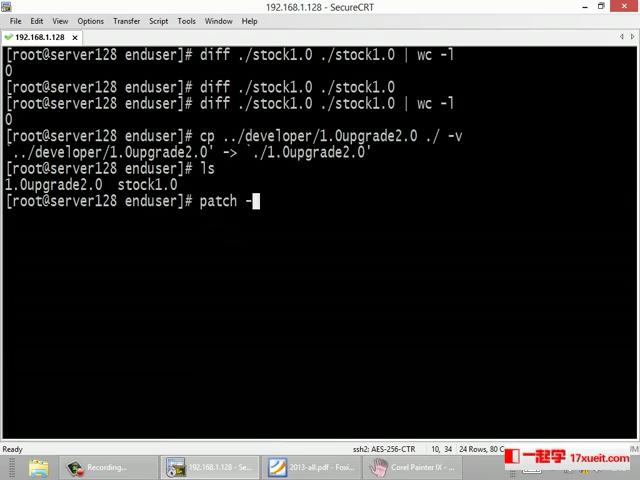 192.168.1.128 - SecureCRT
File Edit View Options Transfer Script Tools Window Help
192.168.1.128
[root@server128 enduser]# diff ./stock1.0 ./stock1.0 | wc -l
0
[root@server128 enduser]# diff ./stock1.0 ./stock1.0
[root@server128 enduser]# diff ./stock1.0 ./stock1.0 | wc -l
0
[root@server128 enduser]# cp ../developer/1.0upgrade2.0 ./ -v
`../developer/1.0upgrade2.0' -> `./1.0upgrade2.0'
[root@server128 enduser]# ls
1.0upgrade2.0  stock1.0
[root@server128 enduser]# patch -
Ready ssh2: AES-256-CTR 10, 34 24 Rows, 80 C
Recording... 192.168.1.128 - Se... 2013-all.pdf - Foxi... Corel Painter IX - ... 一起学 17xueit.com